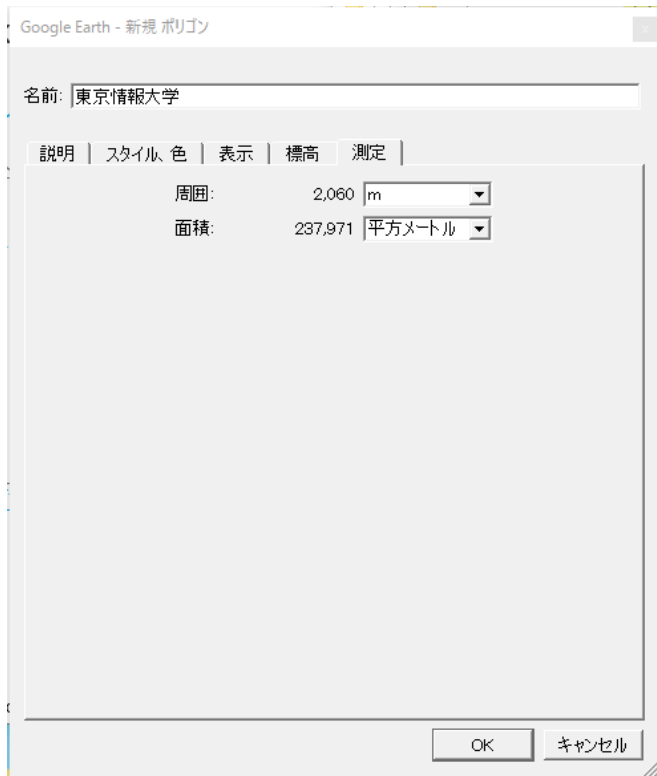 Google Earth - 新規 ポリゴン
名前: 東京情報大学
説明 スタイル、色 表示 標高 測定
周囲: 2,060 m
面積: 237,971 平方メートル
OK キャンセル